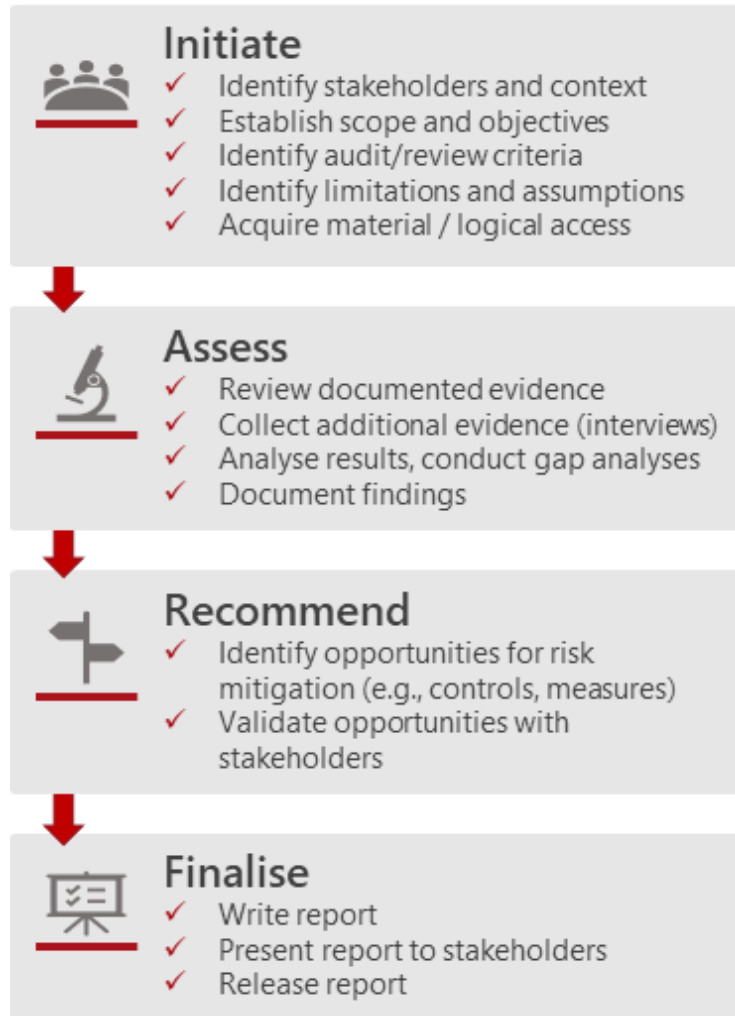 Initiate
✓ Identify stakeholders and context
✓ Establish scope and objectives
✓ Identify audit/review criteria
✓ Identify limitations and assumptions
✓ Acquire material / logical access
Assess
✓ Review documented evidence
✓ Collect additional evidence (interviews)
✓ Analyse results, conduct gap analyses
✓ Document findings
Recommend
✓ Identify opportunities for risk
mitigation (e.g., controls, measures)
✓ Validate opportunities with
stakeholders
Finalise
✓ Write report
✓ Present report to stakeholders
✓ Release report